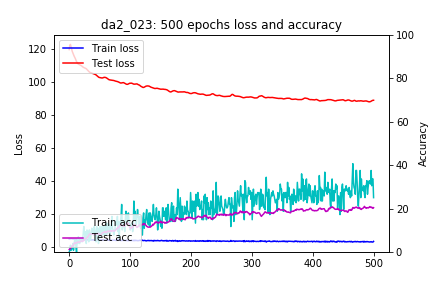 da2_023: 500 epochs loss and accuracy
Train loss
Test loss
Train acc
Test acc
Loss
Accuracy
120
100
80
60
40
20
0
100
80
60
40
20
0
0
100
200
300
400
500